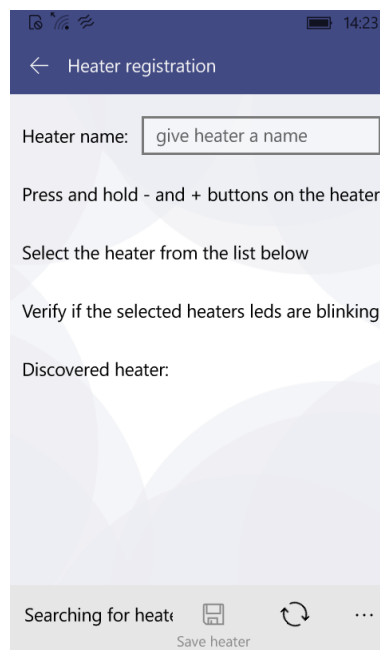 14:23
Heater registration
Heater name: give heater a name
Press and hold - and + buttons on the heater
Select the heater from the list below
Verify if the selected heaters leds are blinking
Discovered heater:
Searching for heate
Save heater